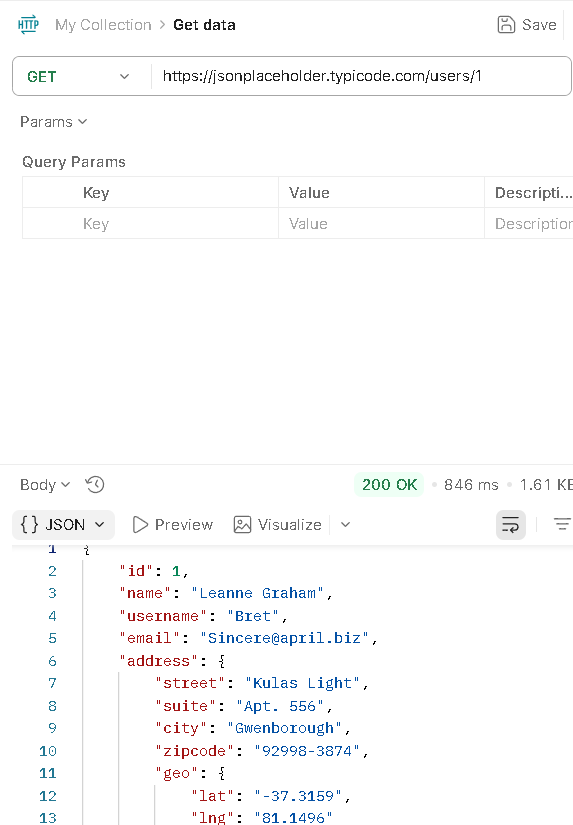 HTTP My Collection > Get data Save
GET https://jsonplaceholder.typicode.com/users/1
Params
Query Params
Key Value Descripti...
Key Value Description
Body 200 OK • 846 ms • 1.61 KB
{} JSON Preview Visualize
1 {
2 "id": 1,
3 "name": "Leanne Graham",
4 "username": "Bret",
5 "email": "Sincere@april.biz",
6 "address": {
7 "street": "Kulas Light",
8 "suite": "Apt. 556",
9 "city": "Gwenborough",
10 "zipcode": "92998-3874",
11 "geo": {
12 "lat": "-37.3159",
13 "lng": "81.1496"